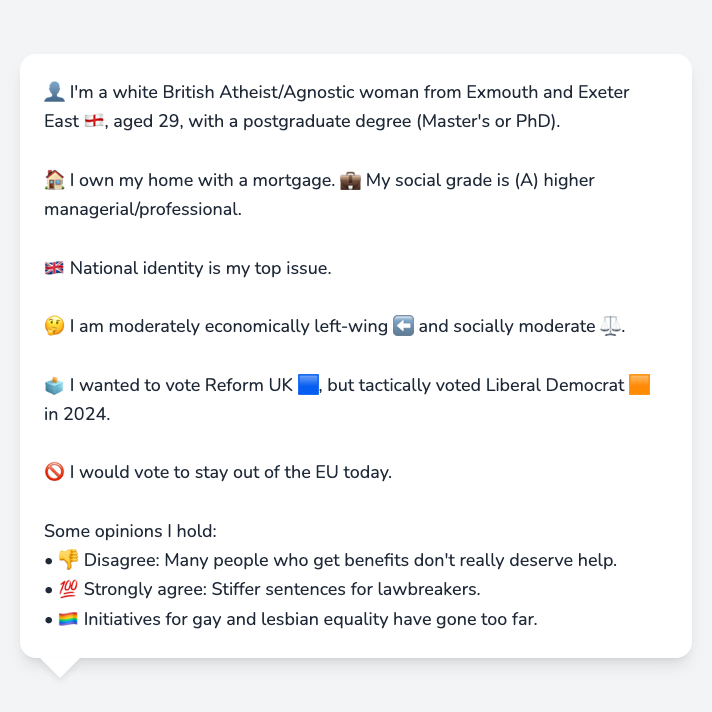 👤 I'm a white British Atheist/Agnostic woman from Exmouth and Exeter
East 🏴󠁧󠁢󠁥󠁮󠁧󠁿, aged 29, with a postgraduate degree (Master's or PhD).
🏠 I own my home with a mortgage. 💼 My social grade is (A) higher
managerial/professional.
🇬🇧 National identity is my top issue.
🤔 I am moderately economically left-wing ⬅️ and socially moderate ⚖️.
🗳️ I wanted to vote Reform UK 🟦, but tactically voted Liberal Democrat 🟧
in 2024.
🚫 I would vote to stay out of the EU today.
Some opinions I hold:
• 👎 Disagree: Many people who get benefits don't really deserve help.
• 💯 Strongly agree: Stiffer sentences for lawbreakers.
• 🏳️‍🌈 Initiatives for gay and lesbian equality have gone too far.